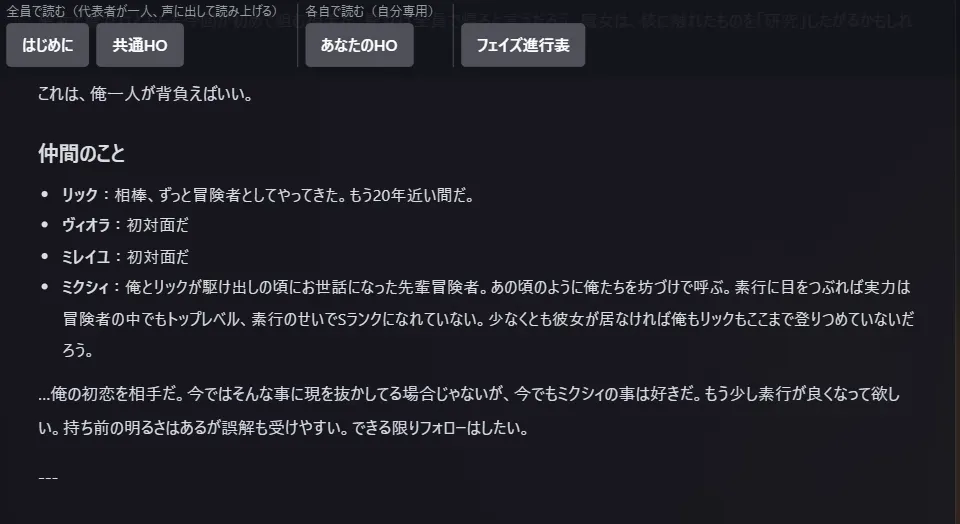 全員で読む（代表者が一人、声に出して読み上げる）
各自で読む（自分専用）
はじめに
共通HO
あなたのHO
フェイズ進行表
これは、俺一人が背負えばいい。
仲間のこと
• リック：相棒、ずっと冒険者としてやってきた。もう20年近い間だ。
• ヴィオラ：初対面だ
• ミレイユ：初対面だ
• ミクシィ：俺とリックが駆け出しの頃にお世話になった先輩冒険者。あの頃のように俺たちを坊づけで呼ぶ。素行に目をつぶれば実力は
冒険者の中でもトップレベル、素行のせいでSランクになれていない。少なくとも彼女が居なければ俺もリックもここまで登りつめていないだ
ろう。
...俺の初恋を相手だ。今ではそんな事に現を抜かしてる場合じゃないが、今でもミクシィの事は好きだ。もう少し素行が良くなって欲し
い。持ち前の明るさはあるが誤解も受けやすい。できる限りフォローはしたい。
---